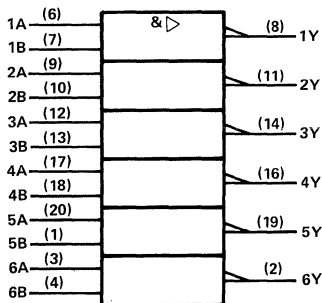 1A (6) & ▷ (8) 1Y
1B (7)
2A (9) (11) 2Y
2B (10)
3A (12) (14) 3Y
3B (13)
4A (17) (16) 4Y
4B (18)
5A (20) (19) 5Y
5B (1)
6A (3) (2) 6Y
6B (4)